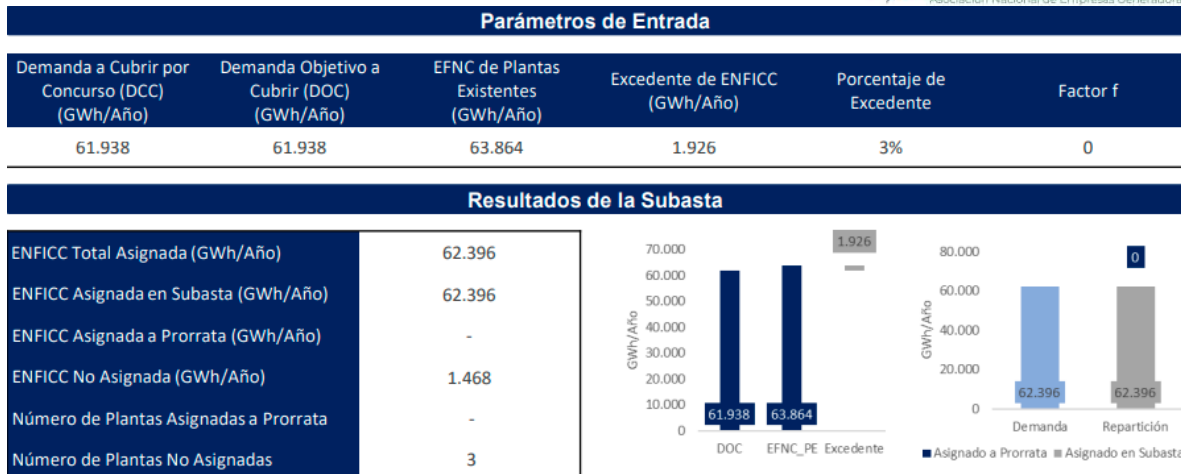 Asociación Nacional de Empresas Generadora
Parámetros de Entrada
Demanda a Cubrir por
Concurso (DCC)
(GWh/Año)
Demanda Objetivo a
Cubrir (DOC)
(GWh/Año)
EFNC de Plantas
Existentes
(GWh/Año)
Excedente de ENFICC
(GWh/Año)
Porcentaje de
Excedente
Factor f
61.938 61.938 63.864 1.926 3% 0
Resultados de la Subasta
ENFICC Total Asignada (GWh/Año) 62.396
ENFICC Asignada en Subasta (GWh/Año) 62.396
ENFICC Asignada a Prorrata (GWh/Año) -
ENFICC No Asignada (GWh/Año) 1.468
Número de Plantas Asignadas a Prorrata -
Número de Plantas No Asignadas 3
GWh/Año
70.000
60.000
50.000
40.000
30.000
20.000
10.000
0
1.926
61.938 63.864
DOC EFNC_PE Excedente
GWh/Año
80.000
60.000
40.000
20.000
0
0
62.396 62.396
Demanda Repartición
Asignado a Prorrata Asignado en Subasta